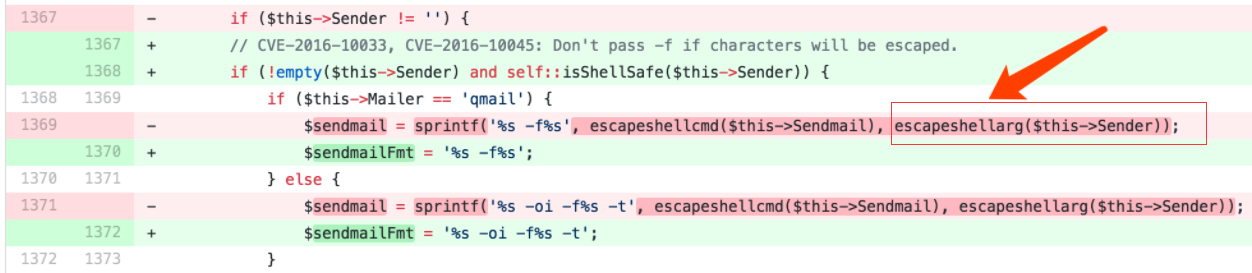 1367 - if ($this->Sender != '') {
1367 + // CVE-2016-10033, CVE-2016-10045: Don't pass -f if characters will be escaped.
1368 + if (!empty($this->Sender) and self::isShellSafe($this->Sender)) {
1368 1369 if ($this->Mailer == 'qmail') {
1369 - $sendmail = sprintf('%s -f%s', escapeshellcmd($this->Sendmail), escapeshellarg($this->Sender));
1370 + $sendmailFmt = '%s -f%s';
1370 1371 } else {
1371 - $sendmail = sprintf('%s -oi -f%s -t', escapeshellcmd($this->Sendmail), escapeshellarg($this->Sender));
1372 + $sendmailFmt = '%s -oi -f%s -t';
1372 1373 }